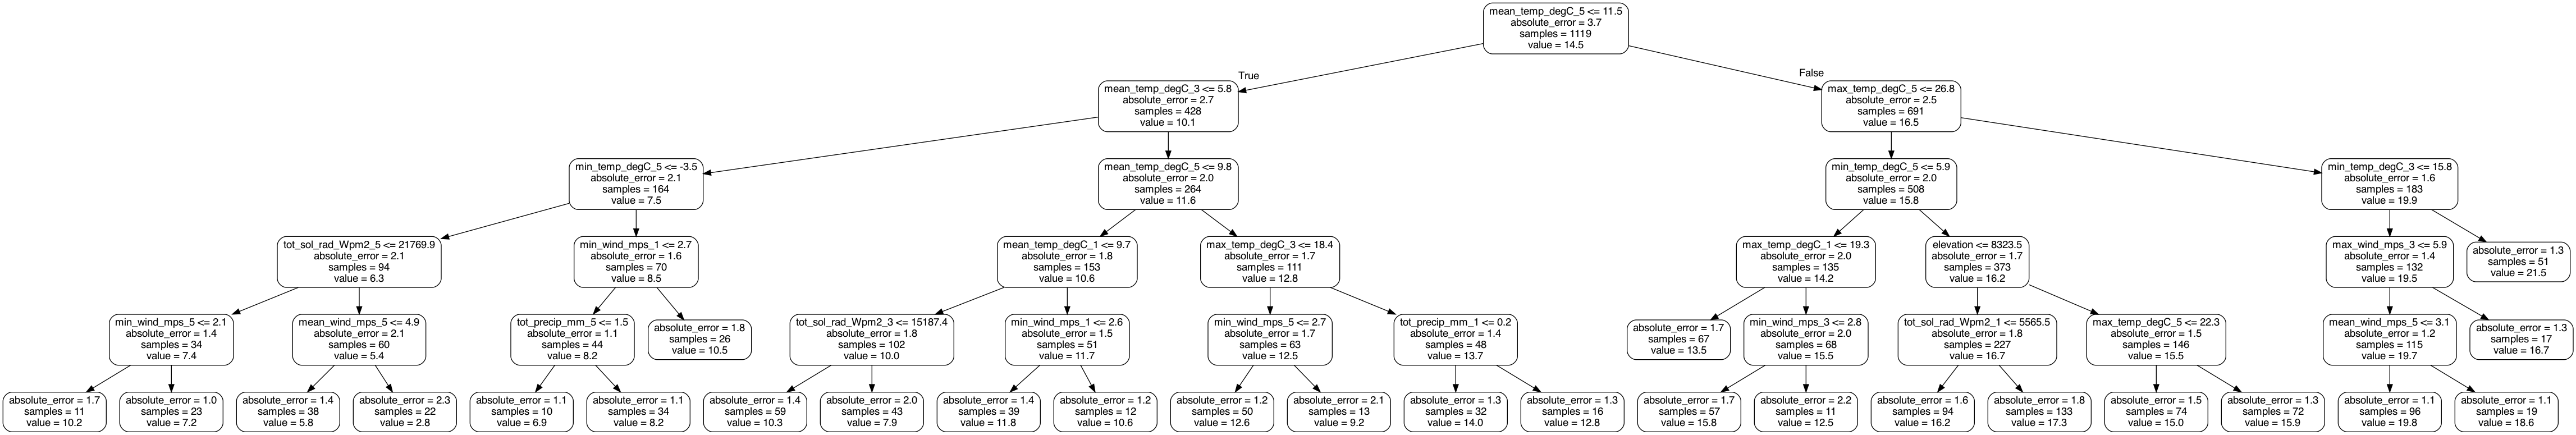 mean_temp_degC_5 <= 11.5
absolute_error = 3.7
samples = 1119
value = 14.5
True
False
mean_temp_degC_3 <= 5.8
absolute_error = 2.7
samples = 428
value = 10.1
max_temp_degC_5 <= 26.8
absolute_error = 2.5
samples = 691
value = 16.5
min_temp_degC_5 <= -3.5
absolute_error = 2.1
samples = 164
value = 7.5
mean_temp_degC_5 <= 9.8
absolute_error = 2.0
samples = 264
value = 11.6
min_temp_degC_5 <= 5.9
absolute_error = 2.0
samples = 508
value = 15.8
min_temp_degC_3 <= 15.8
absolute_error = 1.6
samples = 183
value = 19.9
tot_sol_rad_Wpm2_5 <= 21769.9
absolute_error = 2.1
samples = 94
value = 6.3
min_wind_mps_1 <= 2.7
absolute_error = 1.6
samples = 70
value = 8.5
mean_temp_degC_1 <= 9.7
absolute_error = 1.8
samples = 153
value = 10.6
max_temp_degC_3 <= 18.4
absolute_error = 1.7
samples = 111
value = 12.8
max_temp_degC_1 <= 19.3
absolute_error = 2.0
samples = 135
value = 14.2
elevation <= 8323.5
absolute_error = 1.7
samples = 373
value = 16.2
max_wind_mps_3 <= 5.9
absolute_error = 1.4
samples = 132
value = 19.5
absolute_error = 1.3
samples = 51
value = 21.5
min_wind_mps_5 <= 2.1
absolute_error = 1.4
samples = 34
value = 7.4
mean_wind_mps_5 <= 4.9
absolute_error = 2.1
samples = 60
value = 5.4
tot_precip_mm_5 <= 1.5
absolute_error = 1.1
samples = 44
value = 8.2
absolute_error = 1.8
samples = 26
value = 10.5
tot_sol_rad_Wpm2_3 <= 15187.4
absolute_error = 1.8
samples = 102
value = 10.0
min_wind_mps_1 <= 2.6
absolute_error = 1.5
samples = 51
value = 11.7
min_wind_mps_5 <= 2.7
absolute_error = 1.7
samples = 63
value = 12.5
tot_precip_mm_1 <= 0.2
absolute_error = 1.4
samples = 48
value = 13.7
absolute_error = 1.7
samples = 67
value = 13.5
min_wind_mps_3 <= 2.8
absolute_error = 2.0
samples = 68
value = 15.5
tot_sol_rad_Wpm2_1 <= 5565.5
absolute_error = 1.8
samples = 227
value = 16.7
max_temp_degC_5 <= 22.3
absolute_error = 1.5
samples = 146
value = 15.5
mean_wind_mps_5 <= 3.1
absolute_error = 1.2
samples = 115
value = 19.7
absolute_error = 1.3
samples = 17
value = 16.7
absolute_error = 1.7
samples = 11
value = 10.2
absolute_error = 1.0
samples = 23
value = 7.2
absolute_error = 1.4
samples = 38
value = 5.8
absolute_error = 2.3
samples = 22
value = 2.8
absolute_error = 1.1
samples = 10
value = 6.9
absolute_error = 1.1
samples = 34
value = 8.2
absolute_error = 1.4
samples = 59
value = 10.3
absolute_error = 2.0
samples = 43
value = 7.9
absolute_error = 1.4
samples = 39
value = 11.8
absolute_error = 1.2
samples = 12
value = 10.6
absolute_error = 1.2
samples = 50
value = 12.6
absolute_error = 2.1
samples = 13
value = 9.2
absolute_error = 1.3
samples = 32
value = 14.0
absolute_error = 1.3
samples = 16
value = 12.8
absolute_error = 1.7
samples = 57
value = 15.8
absolute_error = 2.2
samples = 11
value = 12.5
absolute_error = 1.6
samples = 94
value = 16.2
absolute_error = 1.8
samples = 133
value = 17.3
absolute_error = 1.5
samples = 74
value = 15.0
absolute_error = 1.3
samples = 72
value = 15.9
absolute_error = 1.1
samples = 96
value = 19.8
absolute_error = 1.1
samples = 19
value = 18.6